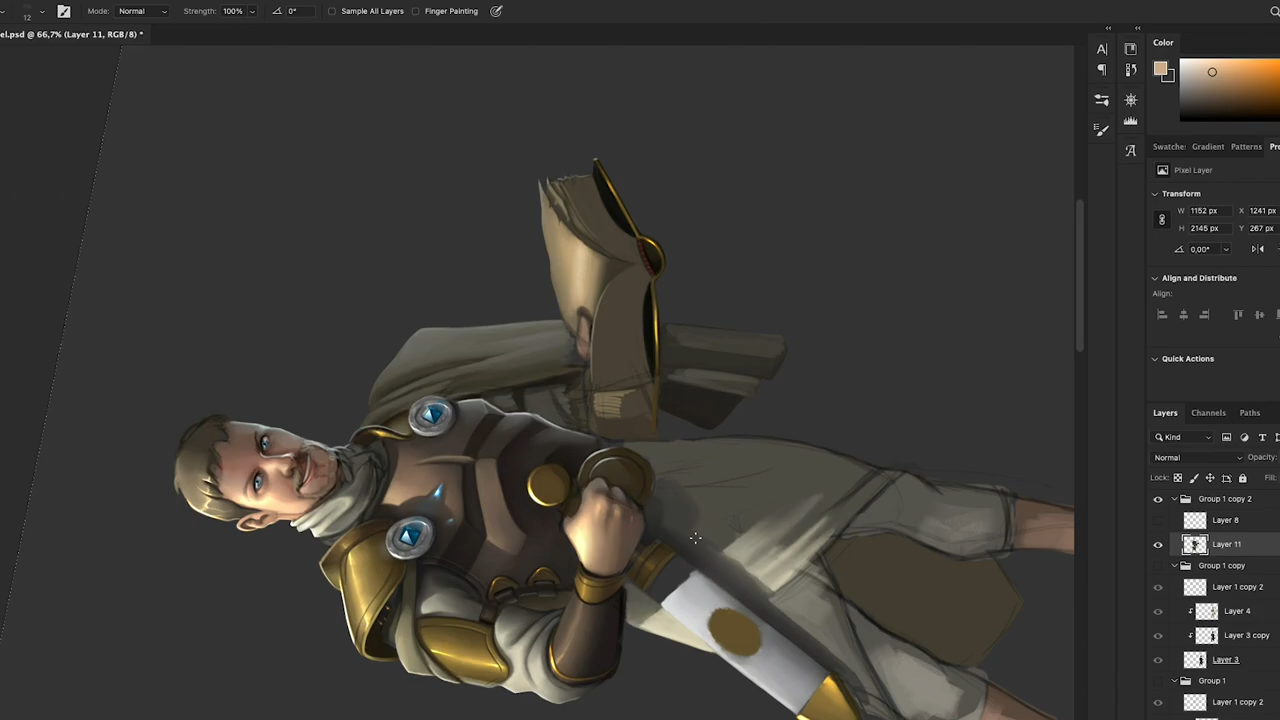 12 Mode: Normal Strength: 100% 0° Sample All Layers Finger Painting
el.psd @ 66,7% (Layer 11, RGB/8) *
Color
Swatche: Gradient Patterns Pro
Pixel Layer
Transform
W 1152 px X 1241 px
H 2145 px Y 267 px
0,00°
Align and Distribute
Align:
Quick Actions
Layers Channels Paths
Kind
Normal Opacity:
Lock: Fill:
Group 1 copy 2
Layer 8
Layer 11
Group 1 copy
Layer 1 copy 2
Layer 4
Layer 3 copy
Layer 3
Group 1
Layer 1 copy 2